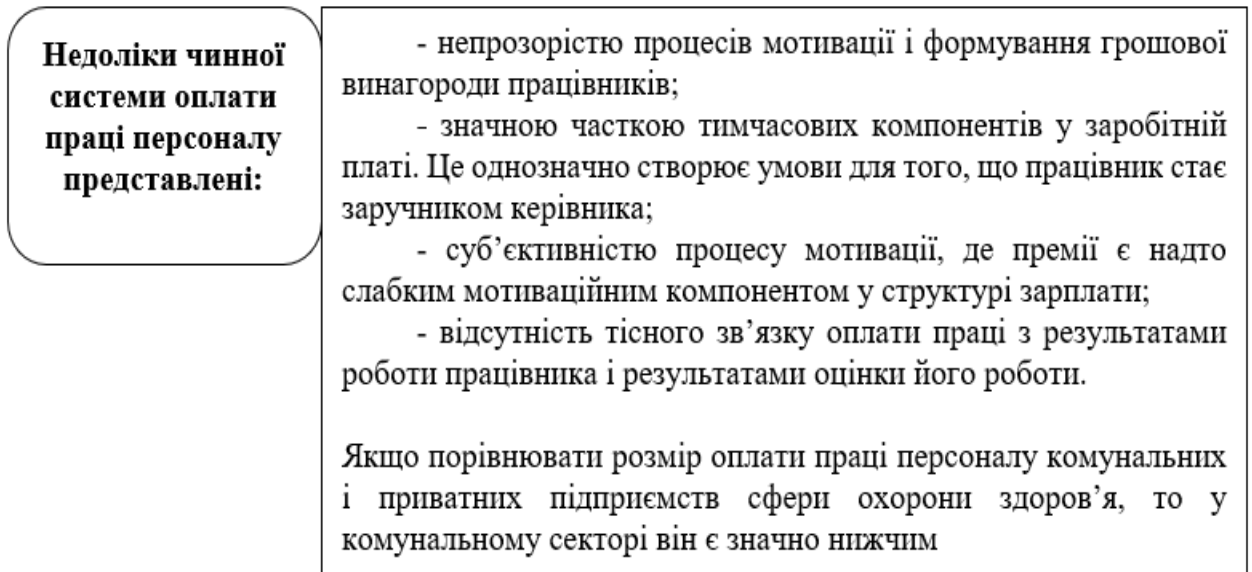 Недоліки чинної
системи оплати
праці персоналу
представлені:
- непрозорістю процесів мотивації і формування грошової
винагороди працівників;
- значною часткою тимчасових компонентів у заробітній
платі. Це однозначно створює умови для того, що працівник стає
заручником керівника;
- суб’єктивністю процесу мотивації, де премії є надто
слабким мотиваційним компонентом у структурі зарплати;
- відсутність тісного зв’язку оплати праці з результатами
роботи працівника і результатами оцінки його роботи.
Якщо порівнювати розмір оплати праці персоналу комунальних
і приватних підприємств сфери охорони здоров’я, то у
комунальному секторі він є значно нижчим